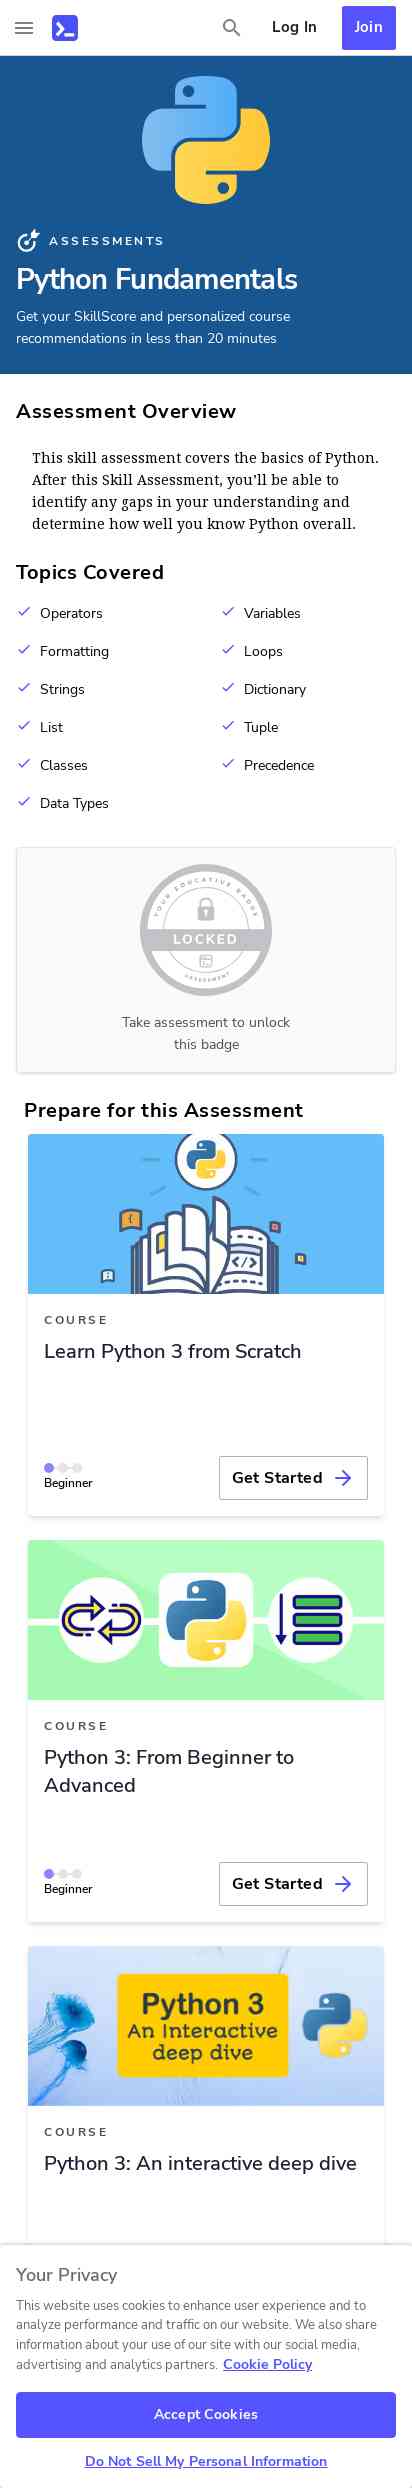 Log In
Join
ASSESSMENTS
Python Fundamentals
Get your SkillScore and personalized course
recommendations in less than 20 minutes
Assessment Overview
This skill assessment covers the basics of Python.
After this Skill Assessment, you’ll be able to
identify any gaps in your understanding and
determine how well you know Python overall.
Topics Covered
Operators
Variables
Formatting
Loops
Strings
Dictionary
List
Tuple
Classes
Precedence
Data Types
YOUR EDUCATIVE BADGE
LOCKED
ASSESSMENT
Take assessment to unlock
this badge
Prepare for this Assessment
COURSE
Learn Python 3 from Scratch
Beginner
Get Started
COURSE
Python 3: From Beginner to
Advanced
Beginner
Get Started
Python 3
An Interactive
deep dive
COURSE
Python 3: An interactive deep dive
Your Privacy
This website uses cookies to enhance user experience and to
analyze performance and traffic on our website. We also share
information about your use of our site with our social media,
advertising and analytics partners. Cookie Policy
Accept Cookies
Do Not Sell My Personal Information